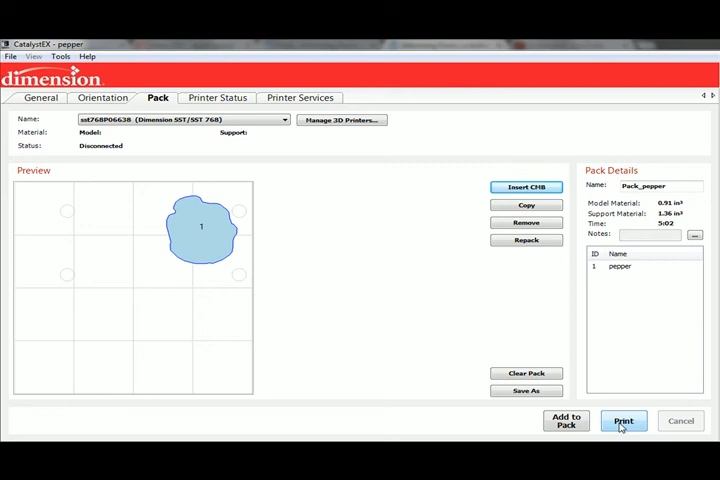 CatalystEX - pepper
File View Tools Help
dimension
General Orientation Pack Printer Status Printer Services
Name: sst768P06638 (Dimension SST/SST 768) Manage 3D Printers...
Material: Model: Support:
Status: Disconnected
Preview
1
Insert CMB
Copy
Remove
Repack
Clear Pack
Save As
Pack Details
Name: Pack_pepper
Model Material: 0.91 in³
Support Material: 1.36 in³
Time: 5:02
Notes: ...
ID Name
1 pepper
Add to Pack Print Cancel